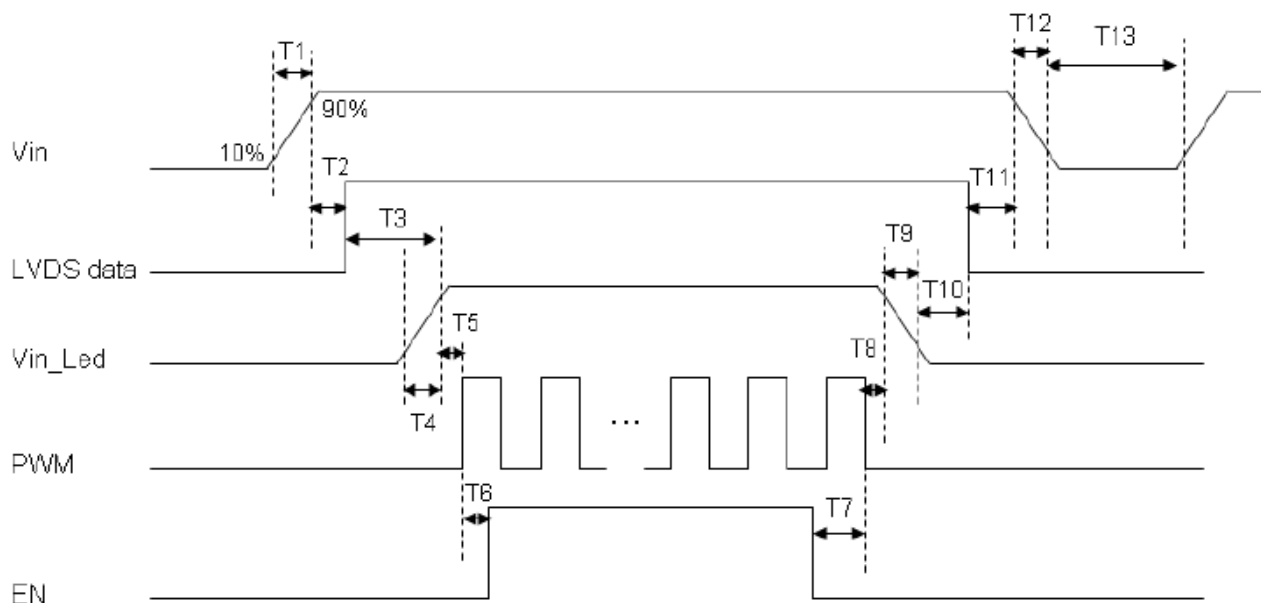 T12
T1
T13
90%
Vin
10%
T2
T11
T3
T9
LVDS data
T10
T5
T8
Vin_Led
T4
...
PWM
T6
T7
EN